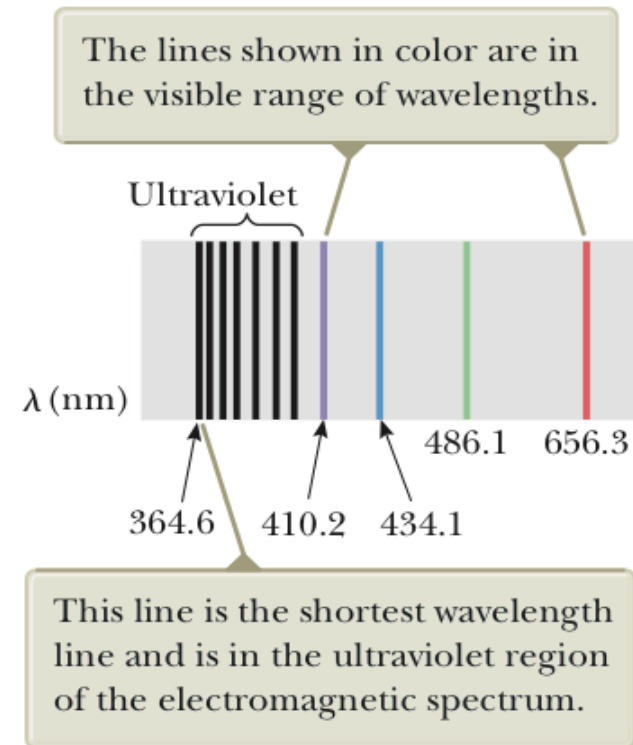 The lines shown in color are in
the visible range of wavelengths.
Ultraviolet
λ (nm)
486.1 656.3
364.6 410.2 434.1
This line is the shortest wavelength
line and is in the ultraviolet region
of the electromagnetic spectrum.